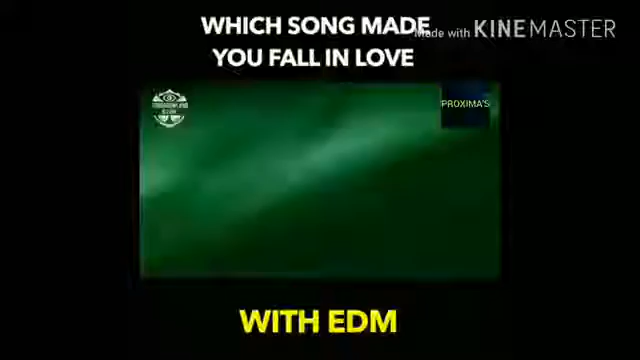 WHICH SONG MADE
Made with KINEMASTER
YOU FALL IN LOVE
PROXIMA'S
WITH EDM